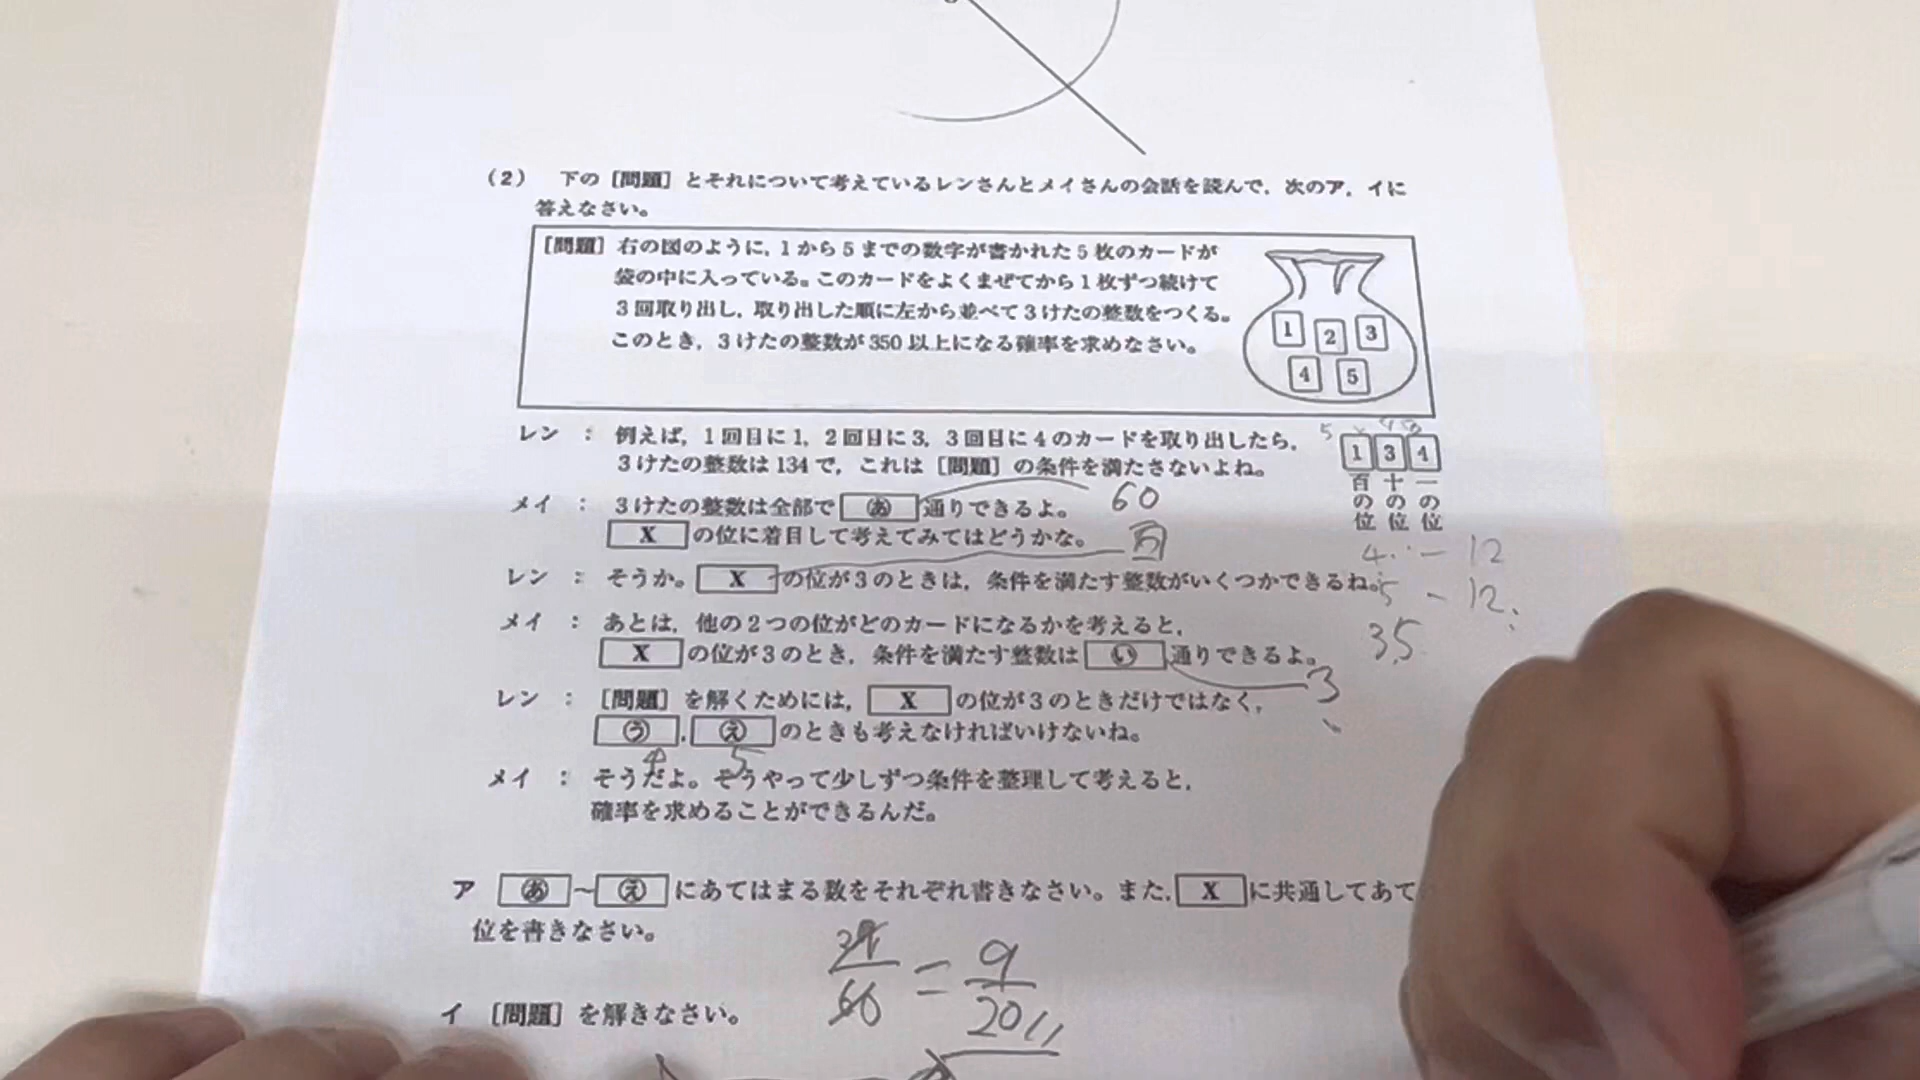 (2) 下の［問題］とそれについて考えているレンさんとメイさんの会話を読んで，次のア，イに
答えなさい。
［問題］右の図のように，1から5までの数字が書かれた5枚のカードが
袋の中に入っている。このカードをよくまぜてから1枚ずつ続けて
3回取り出し，取り出した順に左から並べて3けたの整数をつくる。
このとき，3けたの整数が350以上になる確率を求めなさい。
1 2 3
4 5
レン ： 例えば，1回目に1，2回目に3，3回目に4のカードを取り出したら，
3けたの整数は134で，これは［問題］の条件を満たさないよね。
5
1 3 4
百の位 十の位 一の位
メイ ： 3けたの整数は全部で あ 通りできるよ。 60
X の位に着目して考えてみてはどうかな。 百
4 － 12
レン ： そうか。 X の位が3のときは，条件を満たす整数がいくつかできるね。
5 － 12
メイ ： あとは，他の2つの位がどのカードになるかを考えると，
35
X の位が3のとき，条件を満たす整数は い 通りできるよ。
3
レン ： ［問題］を解くためには， X の位が3のときだけではなく，
う ， え のときも考えなければいけないね。
4 5
メイ ： そうだよ。そうやって少しずつ条件を整理して考えると，
確率を求めることができるんだ。
ア あ ～ え にあてはまる数をそれぞれ書きなさい。また， X に共通してあて
位を書きなさい。
イ ［問題］を解きなさい。
＝ 9/20